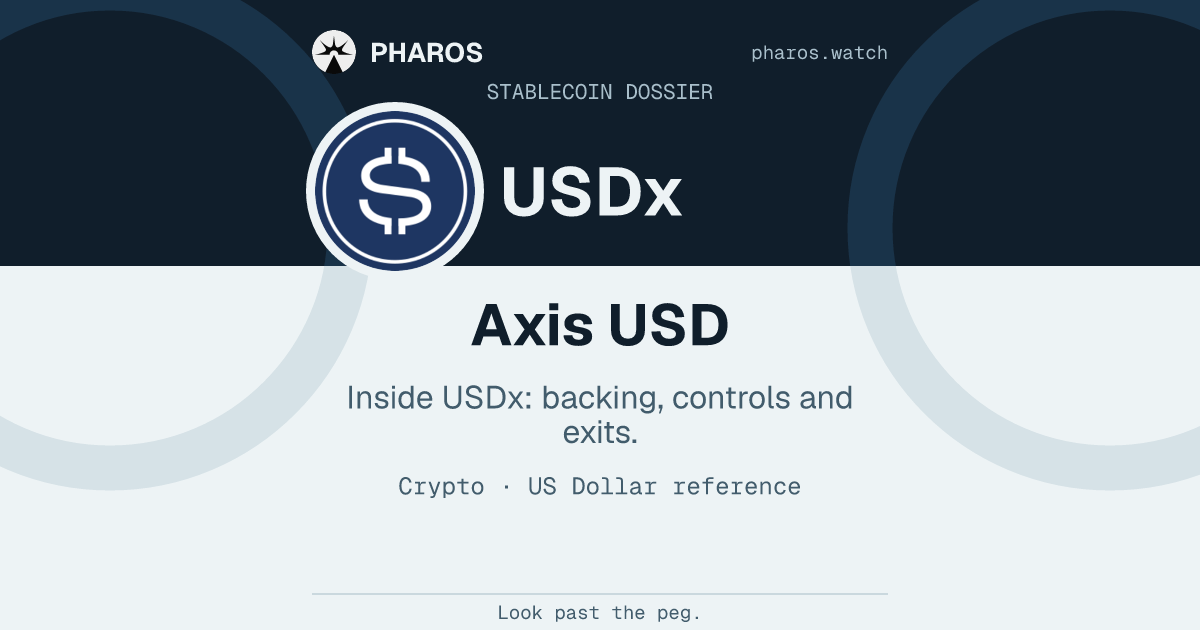 PHAROS
pharos.watch
STABLECOIN DOSSIER
USDx
Axis USD
Inside USDx: backing, controls and
exits.
Crypto · US Dollar reference
Look past the peg.